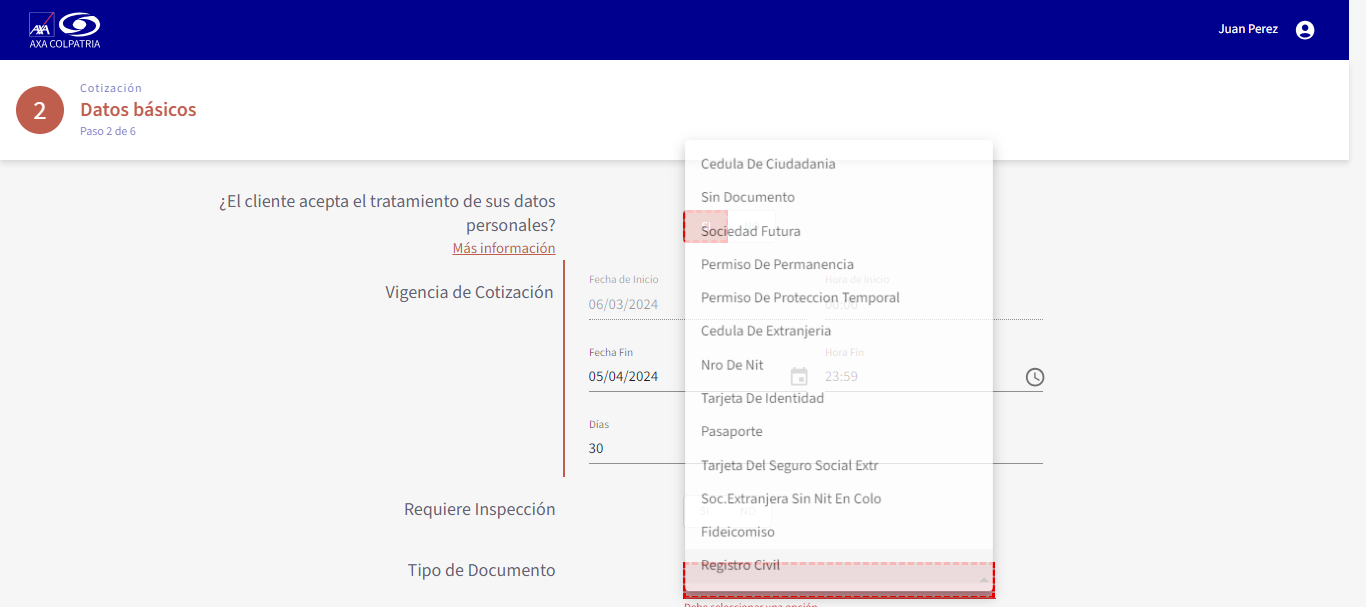 AXA
AXA COLPATRIA
Juan Perez
2
Cotización
Datos básicos
Paso 2 de 6
¿El cliente acepta el tratamiento de sus datos
personales?
Más información
Vigencia de Cotización
Fecha de Inicio
06/03/2024
Hora de Inicio
00:00
Fecha Fin
05/04/2024
Hora Fin
23:59
Días
30
Requiere Inspección
SI
NO
Tipo de Documento
Cedula De Ciudadania
Sin Documento
Sociedad Futura
Permiso De Permanencia
Permiso De Proteccion Temporal
Cedula De Extranjeria
Nro De Nit
Tarjeta De Identidad
Pasaporte
Tarjeta Del Seguro Social Extr
Soc.Extranjera Sin Nit En Colo
Fideicomiso
Registro Civil
Debe seleccionar una opción